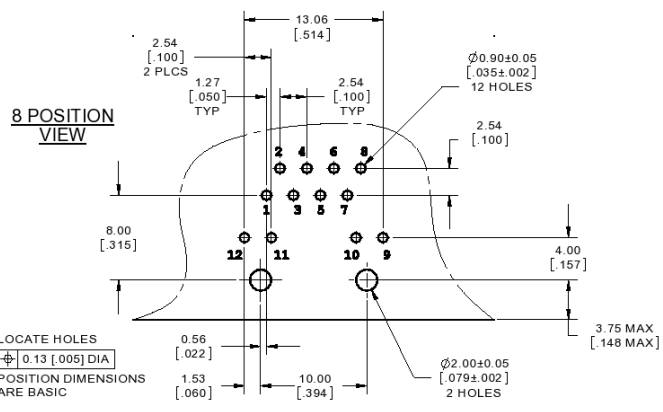 13.06
[.514]
2.54
[.100]
2 PLCS
Ø0.90±0.05
[.035±.002]
12 HOLES
1.27
[.050]
TYP
2.54
[.100]
TYP
8 POSITION
VIEW
2.54
[.100]
2 4 6 8
1 3 5 7
8.00
[.315]
12 11 10 9
4.00
[.157]
LOCATE HOLES
⌖ 0.13 [.005] DIA
POSITION DIMENSIONS
ARE BASIC
0.56
[.022]
3.75 MAX
[.148 MAX]
1.53
[.060]
10.00
[.394]
Ø2.00±0.05
[.079±.002]
2 HOLES